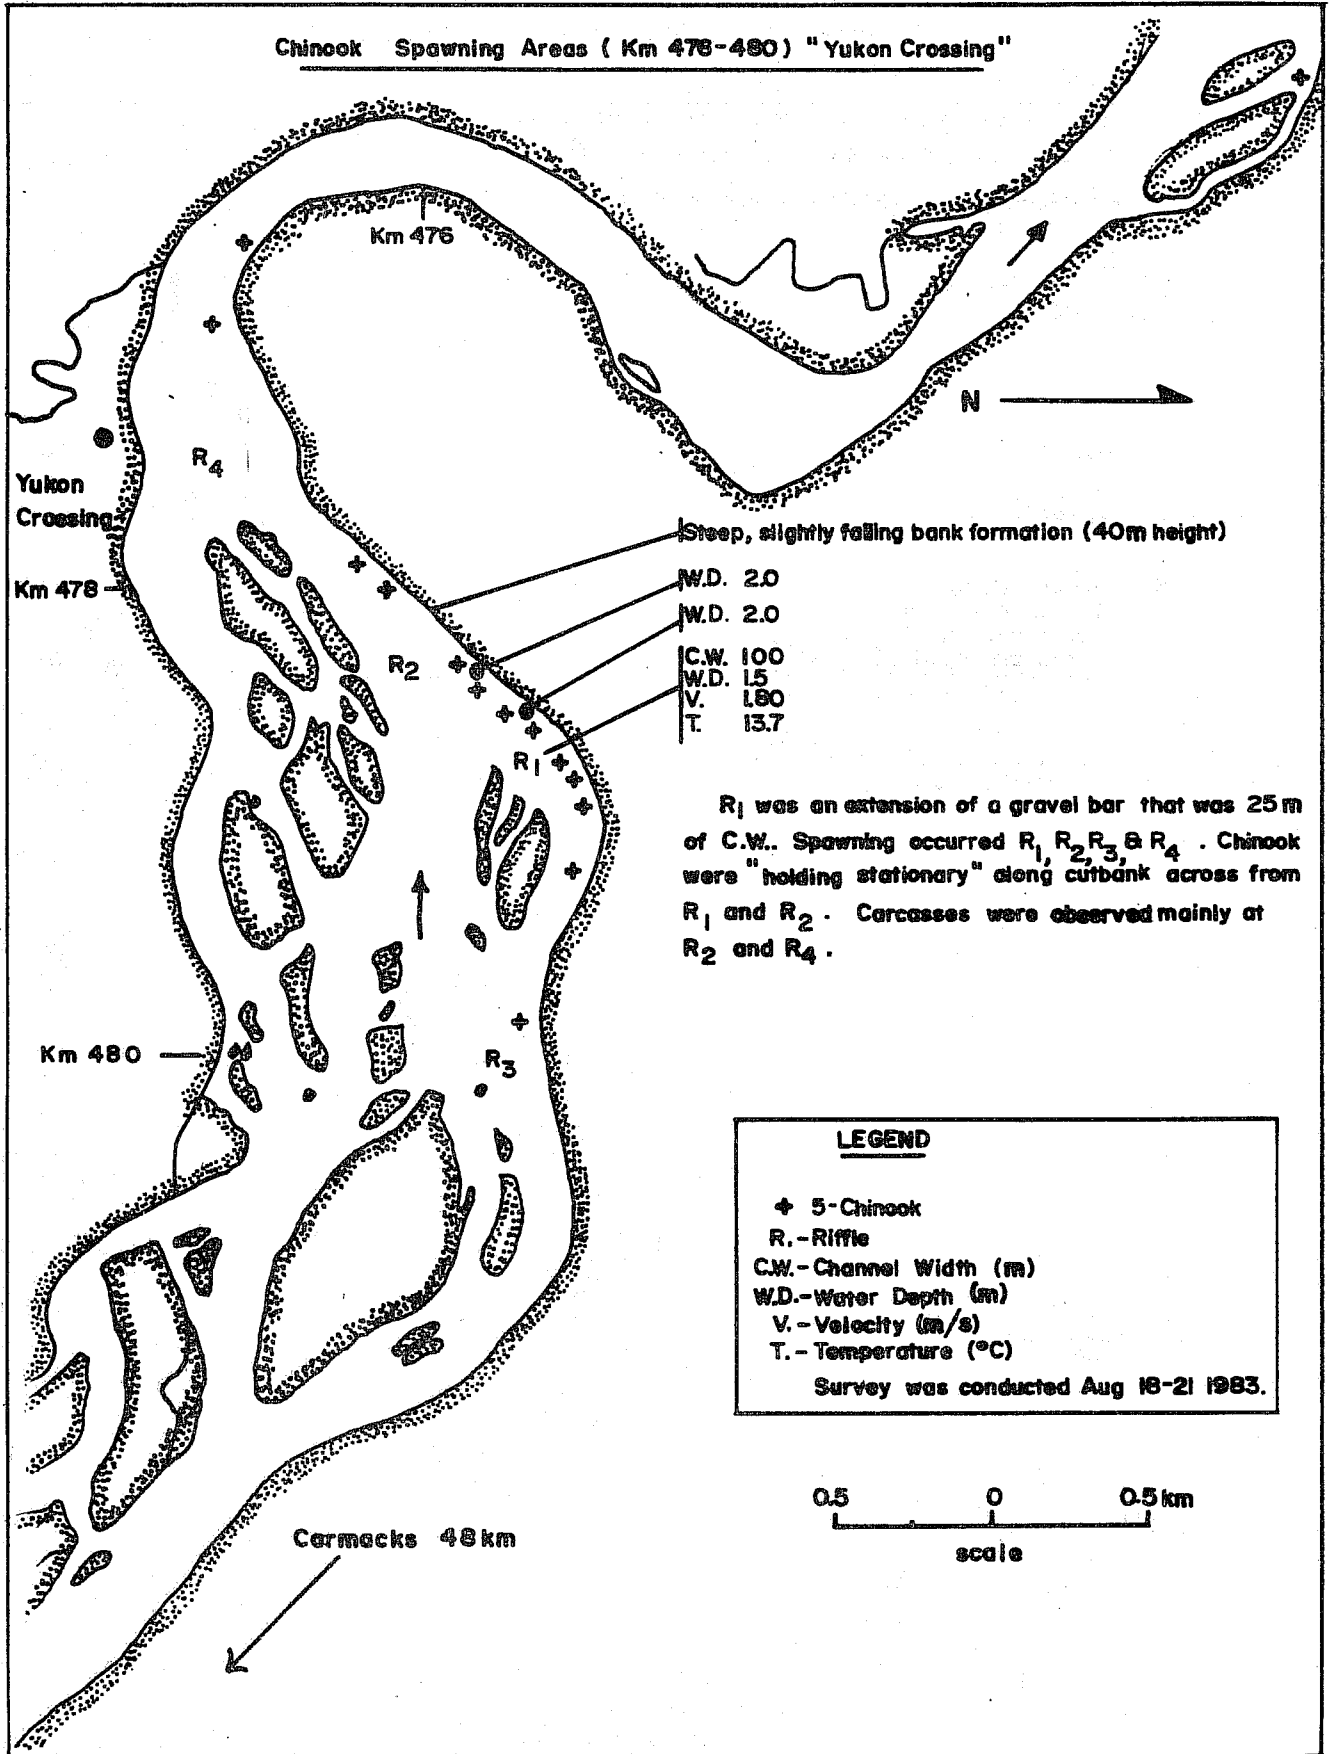 Chinook Spawning Areas ( Km 478-480) "Yukon Crossing"
Km 476
N
R4
Yukon
Crossing
Km 478
Steep, slightly falling bank formation (40m height)
W.D. 2.0
W.D. 2.0
R2
C.W. 100
W.D. 1.5
V. 1.80
T. 13.7
R1
R1 was an extension of a gravel bar that was 25m
of C.W.. Spawning occurred R1, R2, R3, & R4 . Chinook
were "holding stationary" along cutbank across from
R1 and R2 . Carcasses were observed mainly at
R2 and R4 .
Km 480
R3
LEGEND
+ 5-Chinook
R.-Riffle
C.W.-Channel Width (m)
W.D.-Water Depth (m)
V.-Velocity (m/s)
T.-Temperature (°C)
Survey was conducted Aug 18-21 1983.
0.5 0 0.5km
scale
Carmacks 48km